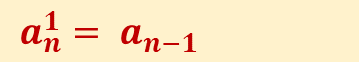 $a_n^1 = a_{n-1}$